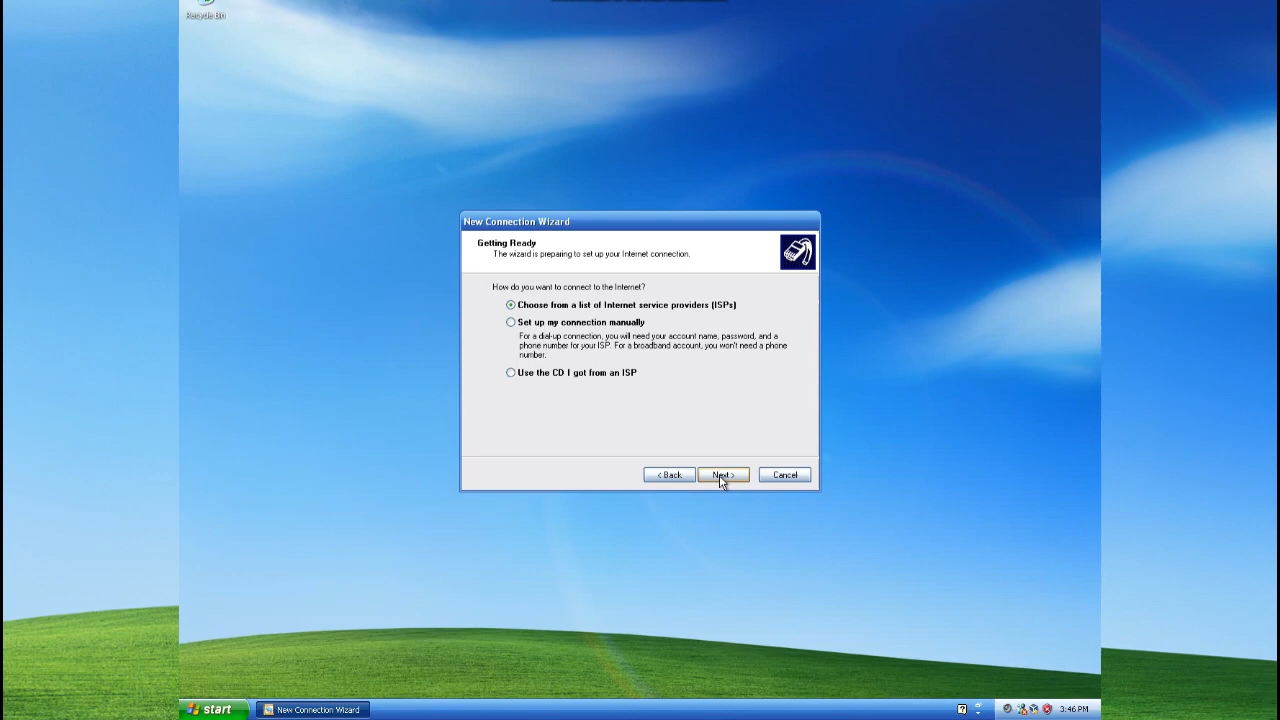 Recycle Bin
New Connection Wizard
Getting Ready
The wizard is preparing to set up your Internet connection.
How do you want to connect to the Internet?
Choose from a list of Internet service providers (ISPs)
Set up my connection manually
For a dial-up connection, you will need your account name, password, and a
phone number for your ISP. For a broadband account, you won't need a phone
number.
Use the CD I got from an ISP
< Back
Next >
Cancel
start
New Connection Wizard
3:46 PM